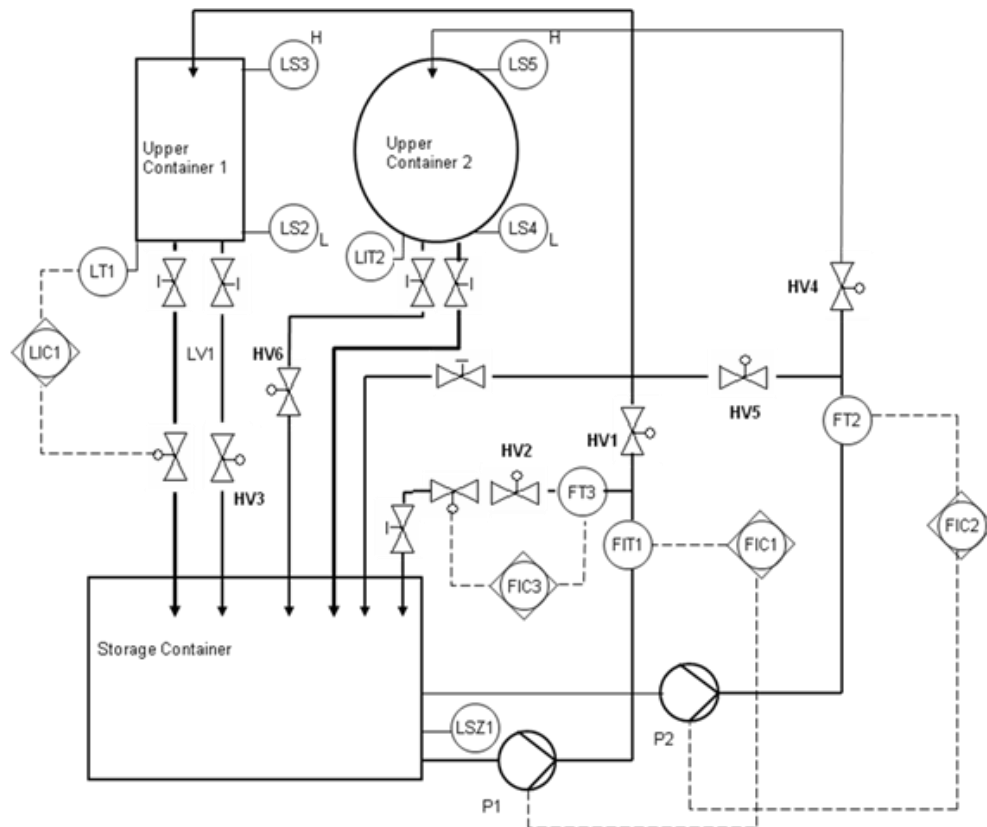 H
LS3
H
LS5
Upper
Container 1
Upper
Container 2
LS2
L
LS4
L
LT1
LIT2
HV4
LIC1
LV1
HV6
HV5
FT2
HV1
HV2
HV3
FT3
FIC2
FIT1
FIC1
FIC3
Storage Container
LSZ1
P2
P1